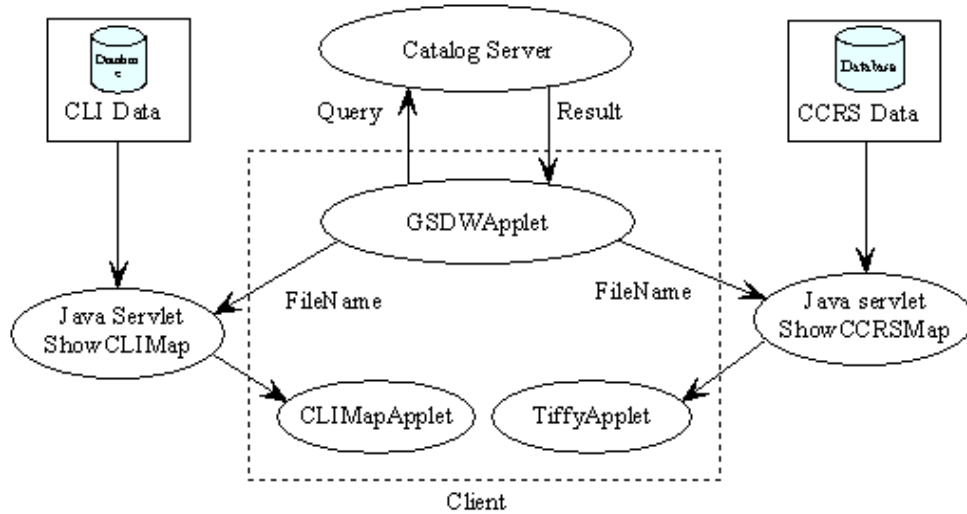 Catalog Server
Database
CLI Data
Database
CCRS Data
Query
Result
GSDWApplet
FileName
FileName
Java Servlet
ShowCLIMap
Java servlet
ShowCCRSMap
CLIMapApplet
TiffyApplet
Client